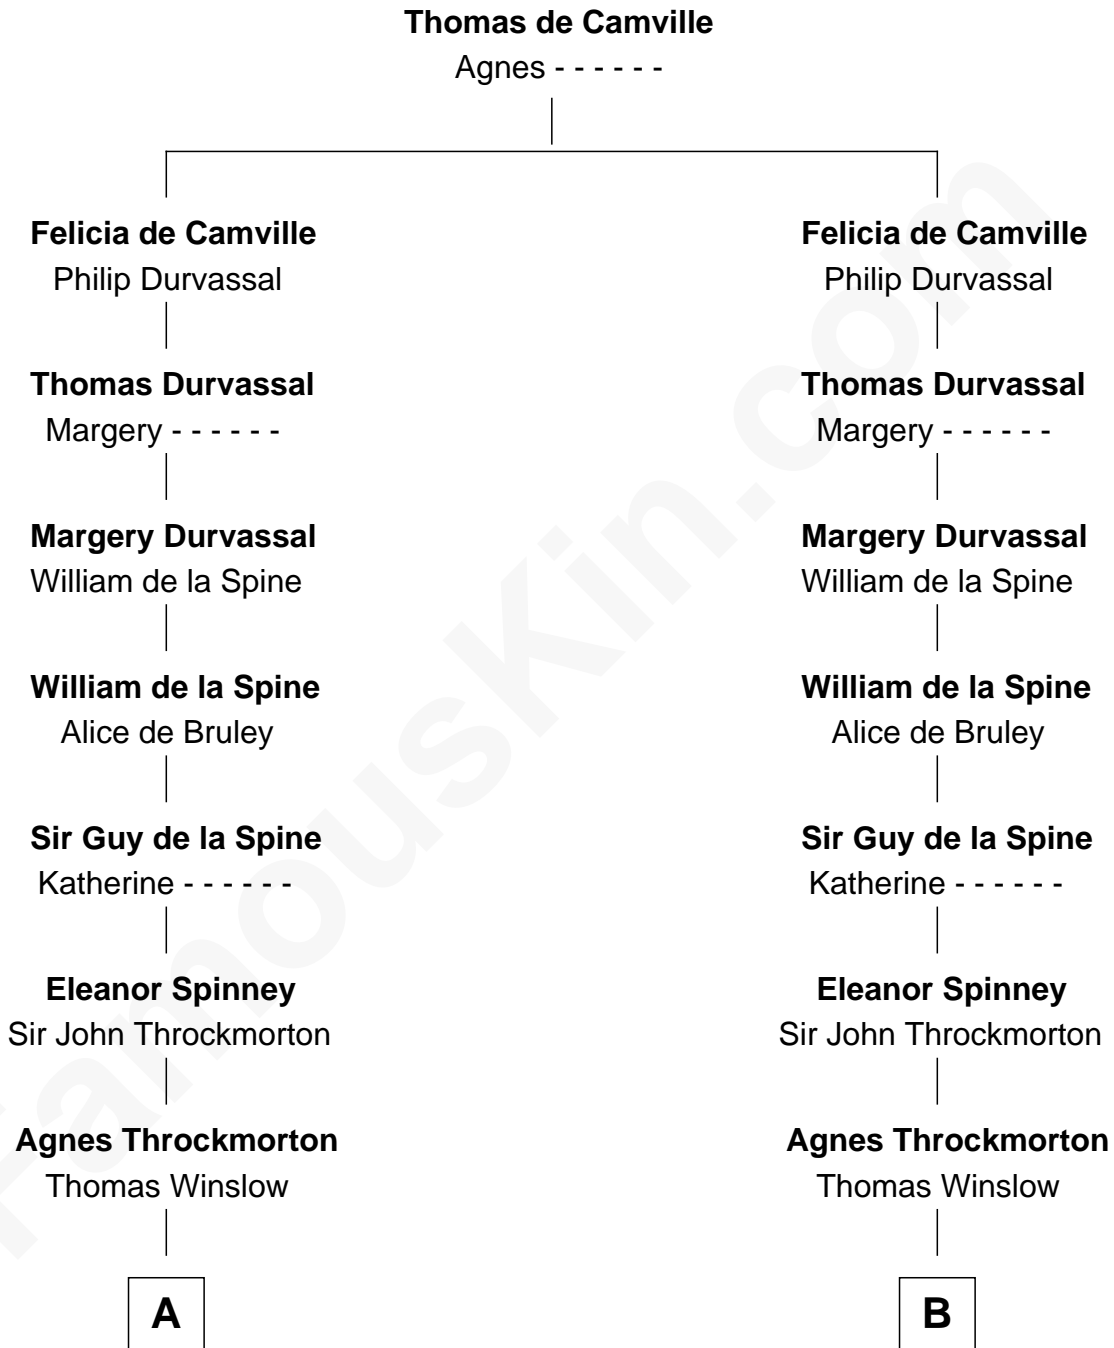 Thomas de Camville
Agnes - - - - - -
Felicia de Camville
Philip Durvassal
Thomas Durvassal
Margery - - - - - -
Margery Durvassal
William de la Spine
William de la Spine
Alice de Bruley
Sir Guy de la Spine
Katherine - - - - - -
Eleanor Spinney
Sir John Throckmorton
Agnes Throckmorton
Thomas Winslow
A
Felicia de Camville
Philip Durvassal
Thomas Durvassal
Margery - - - - - -
Margery Durvassal
William de la Spine
William de la Spine
Alice de Bruley
Sir Guy de la Spine
Katherine - - - - - -
Eleanor Spinney
Sir John Throckmorton
Agnes Throckmorton
Thomas Winslow
B
FamousKin.com